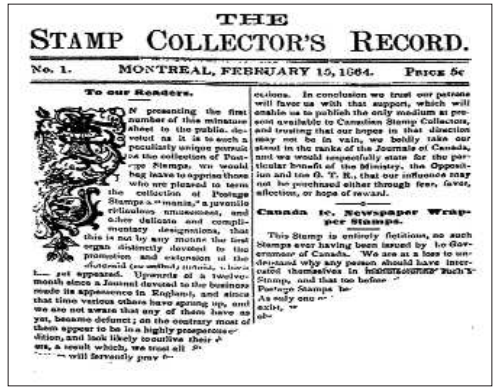 THE
STAMP COLLECTOR'S RECORD.
No. 1. MONTREAL, FEBRUARY 15, 1864. PRICE 5c
To our Readers.
IN presenting the first
number of this miniature
sheet to the public, de-
voted as it is to such a
peculiarly unique pursuit
as the collection of Post-
age Stamps, we would
beg leave to apprise those
who are pleased to term
the collection of Postage
Stamps a "mania," a juvenile
ridiculous amusement, and
other delicate and compli-
mentary designations, that
this is not by any means the first
organ distinctly devoted to the
promotion and extension of the
yet appeared. Upwards of a twelve-
month since a Journal devoted to the business
made its appearance in England, and since
that time various others have sprung up, and
we are not aware that any of them have as
yet, become defunct; on the contrary most of
them appear to be in a highly prosperous
dition, and look likely to outlive their
ers, a result which, we trust all
will fervently pray
ections. In conclusion we trust our patrons
will favor us with that support, which will
enable us to publish the only medium at pre-
sent available to Canadian Stamp Collectors,
and trusting that our hopes in that direction
may not be in vain, we boldly take our
stand in the ranks of the Journals of Canada,
and we would respectfully state for the par-
ticular benefit of the Ministry, the Opposit-
ion and the G. T. R., that our influence may
not be purchased either through fear, favor,
affection, or hope of reward.
Canada 1c. Newspaper Wrap-
per Stamps.
This Stamp is entirely fictitious, no such
Stamps ever having been issued by Go-
vernment of Canada. We are at a loss to un-
derstand why any person should have inter-
ested themselves in manufacturing such
Stamp, and that too before
Postage Stamps
As only one
exist,